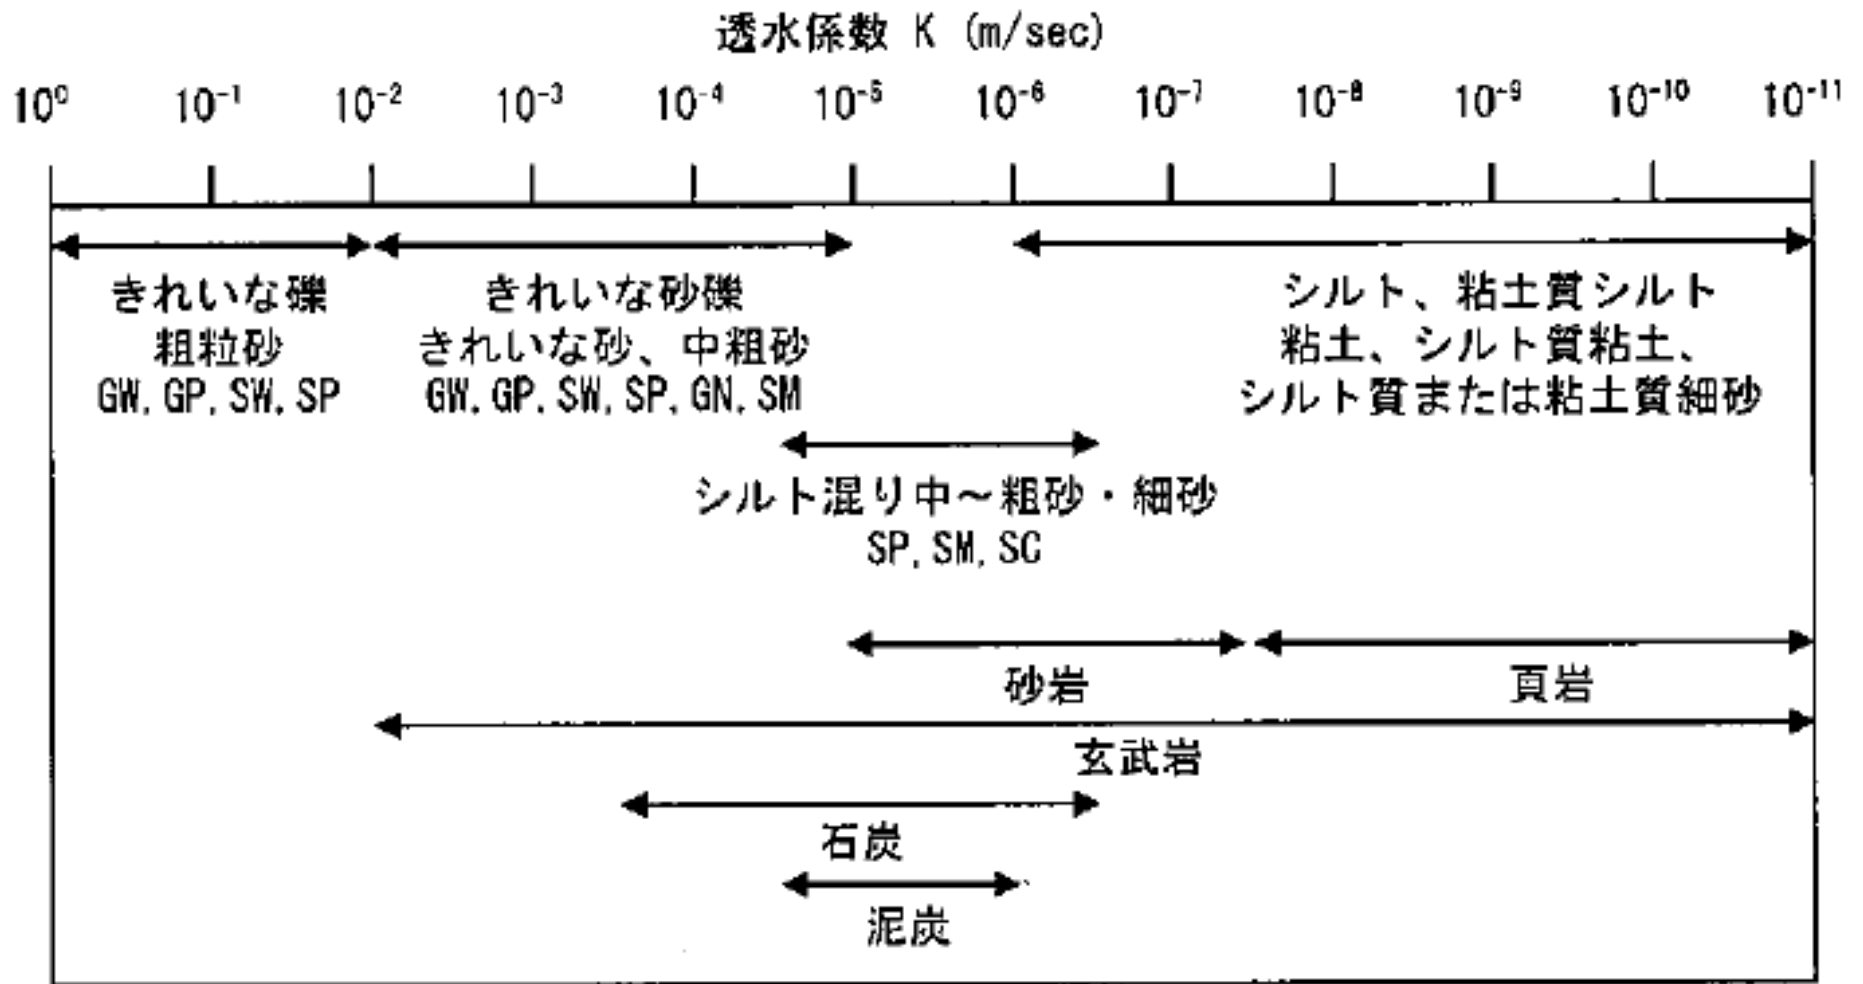 透水係数 K (m/sec)
10⁰ 10⁻¹ 10⁻² 10⁻³ 10⁻⁴ 10⁻⁵ 10⁻⁶ 10⁻⁷ 10⁻⁸ 10⁻⁹ 10⁻¹⁰ 10⁻¹¹
きれいな礫
粗粒砂
GW, GP, SW, SP
きれいな砂礫
きれいな砂、中粗砂
GW, GP, SW, SP, GN, SM
シルト、粘土質シルト
粘土、シルト質粘土、
シルト質または粘土質細砂
シルト混り中～粗砂・細砂
SP, SM, SC
砂岩
頁岩
玄武岩
石炭
泥炭